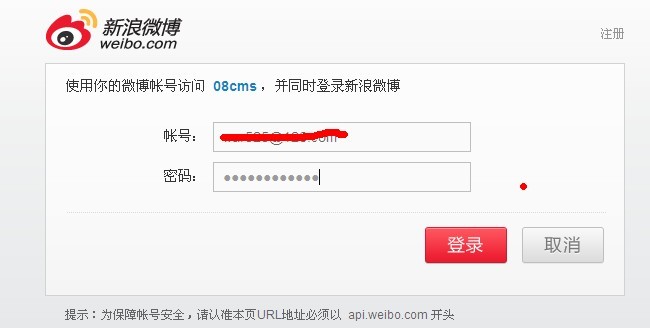 新浪微博
weibo.com
注册
使用你的微博帐号访问 08cms，并同时登录新浪微博
帐号：
密码：
登录 取消
提示：为保障帐号安全，请认准本页URL地址必须以 api.weibo.com 开头